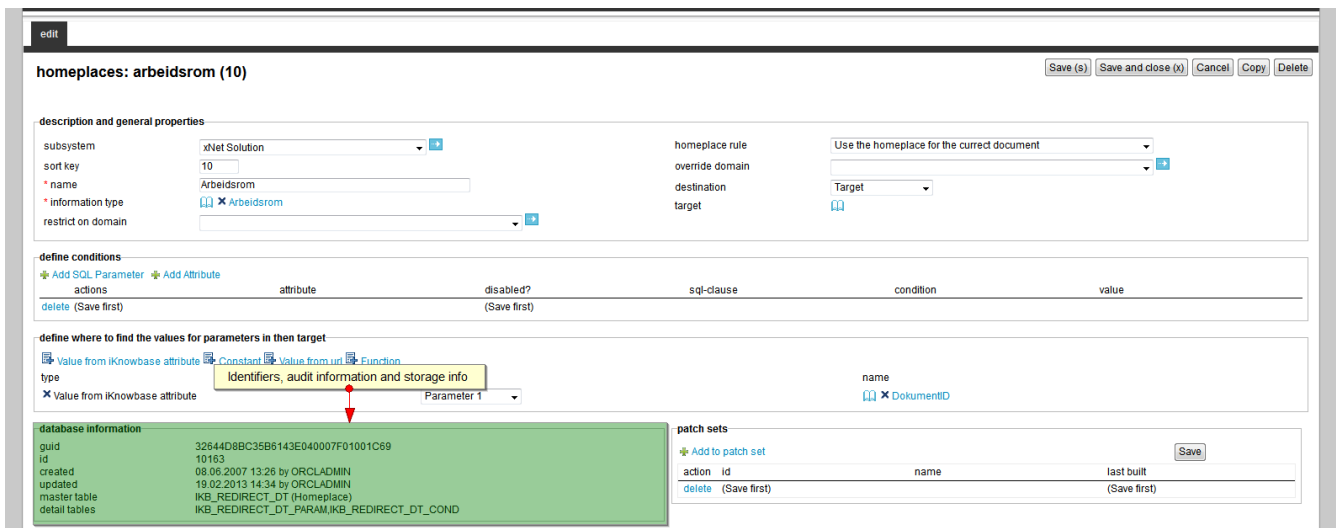 edit
homeplaces: arbeidsrom (10)
Save (s) Save and close (x) Cancel Copy Delete
description and general properties
subsystem xNet Solution homeplace rule Use the homeplace for the currect document
sort key 10 override domain
* name Arbeidsrom destination Target
* information type Arbeidsrom target
restrict on domain
define conditions
Add SQL Parameter Add Attribute
actions attribute disabled? sql-clause condition value
delete (Save first) (Save first)
define where to find the values for parameters in then target
Value from iKnowbase attribute Constant Value from url Function
Identifiers, audit information and storage info
type name
Value from iKnowbase attribute Parameter 1 DokumentID
database information
guid 32644D8BC35B6143E040007F01001C69
id 10163
created 08.06.2007 13:26 by ORCLADMIN
updated 19.02.2013 14:34 by ORCLADMIN
master table IKB_REDIRECT_DT (Homeplace)
detail tables IKB_REDIRECT_DT_PARAM,IKB_REDIRECT_DT_COND
patch sets
Add to patch set Save
action id name last built
delete (Save first) (Save first)